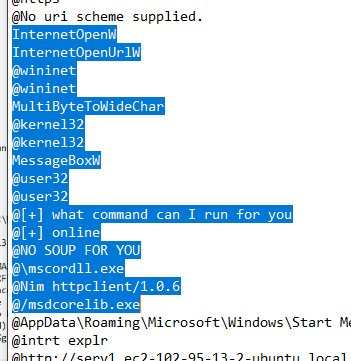 @https
@No uri scheme supplied.
InternetOpenW
InternetOpenUrlW
@wininet
@wininet
MultiByteToWideChar
@kernel32
@kernel32
MessageBoxW
@user32
@user32
@[+] what command can I run for you
@[+] online
@NO SOUP FOR YOU
@\mscordll.exe
@Nim httpclient/1.0.6
@/msdcorelib.exe
@AppData\Roaming\Microsoft\Windows\Start Me
@intrt explr
@http://serv1.ec2-102-95-13-2-ubuntu.local